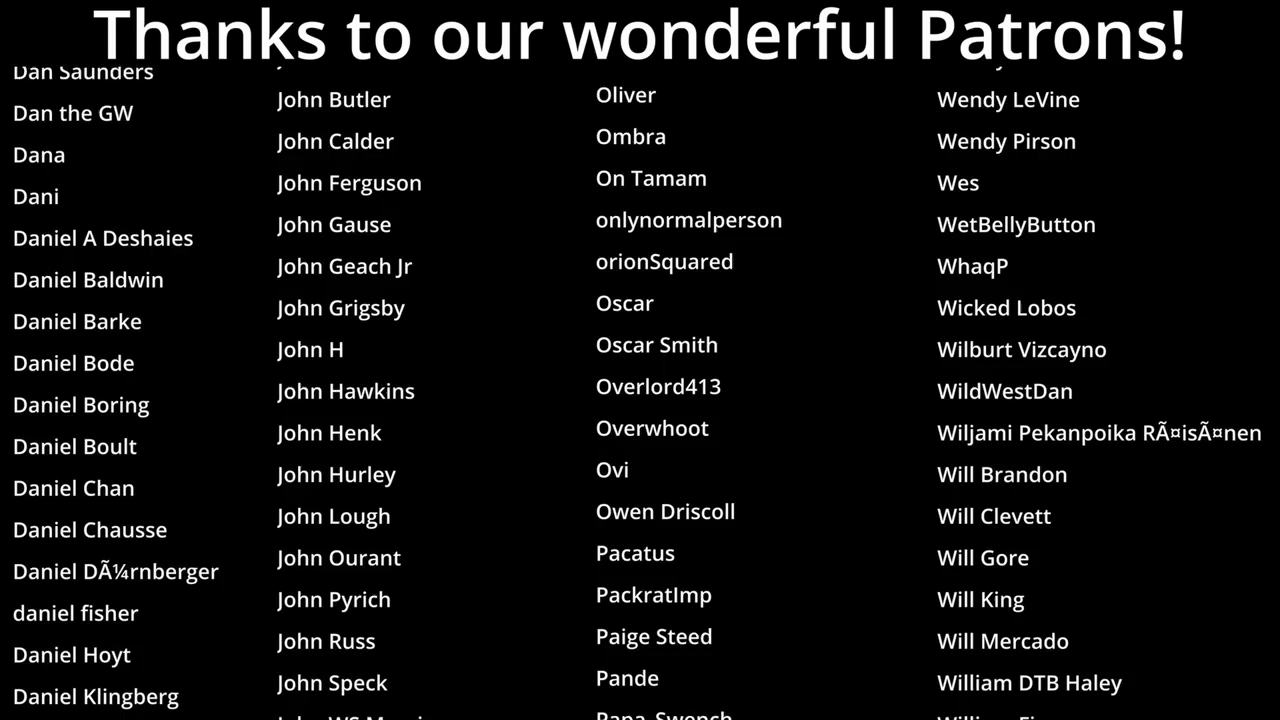 Thanks to our wonderful Patrons!
Dan Saunders
Dan the GW
Dana
Dani
Daniel A Deshaies
Daniel Baldwin
Daniel Barke
Daniel Bode
Daniel Boring
Daniel Boult
Daniel Chan
Daniel Chausse
Daniel DÃ¼rnberger
daniel fisher
Daniel Hoyt
Daniel Klingberg
John Butler
John Calder
John Ferguson
John Gause
John Geach Jr
John Grigsby
John H
John Hawkins
John Henk
John Hurley
John Lough
John Ourant
John Pyrich
John Russ
John Speck
Oliver
Ombra
On Tamam
onlynormalperson
orionSquared
Oscar
Oscar Smith
Overlord413
Overwhoot
Ovi
Owen Driscoll
Pacatus
PackratImp
Paige Steed
Pande
Wendy LeVine
Wendy Pirson
Wes
WetBellyButton
WhaqP
Wicked Lobos
Wilburt Vizcayno
WildWestDan
Wiljami Pekanpoika RÃ¤isÃ¤nen
Will Brandon
Will Clevett
Will Gore
Will King
Will Mercado
William DTB Haley